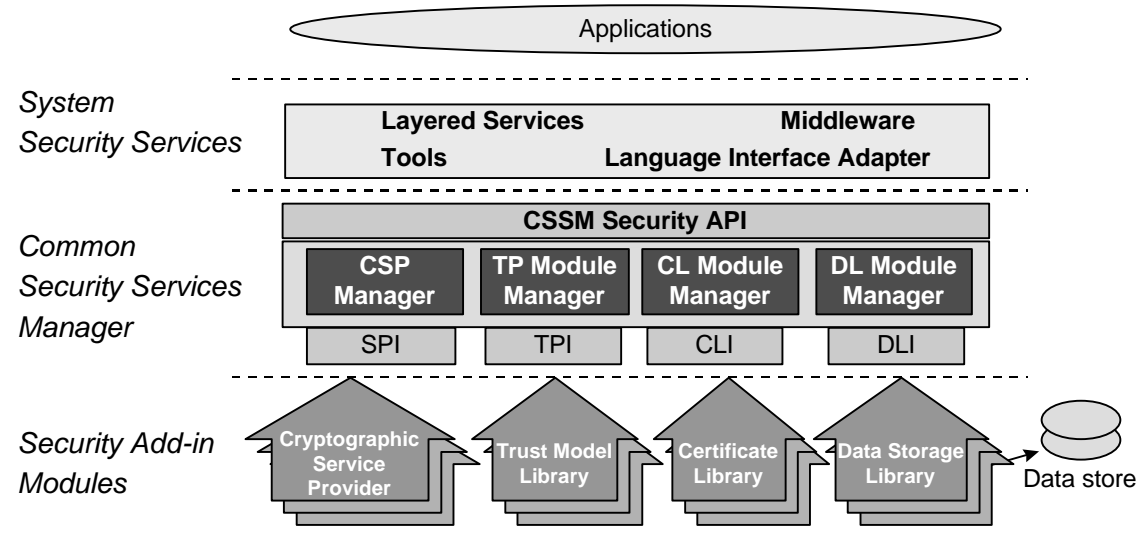 Applications
System
Security Services
Layered Services Middleware
Tools Language Interface Adapter
Common
Security Services
Manager
CSSM Security API
CSP
Manager
TP Module
Manager
CL Module
Manager
DL Module
Manager
SPI
TPI
CLI
DLI
Security Add-in
Modules
Cryptographic
Service
Provider
Trust Model
Library
Certificate
Library
Data Storage
Library
Data store